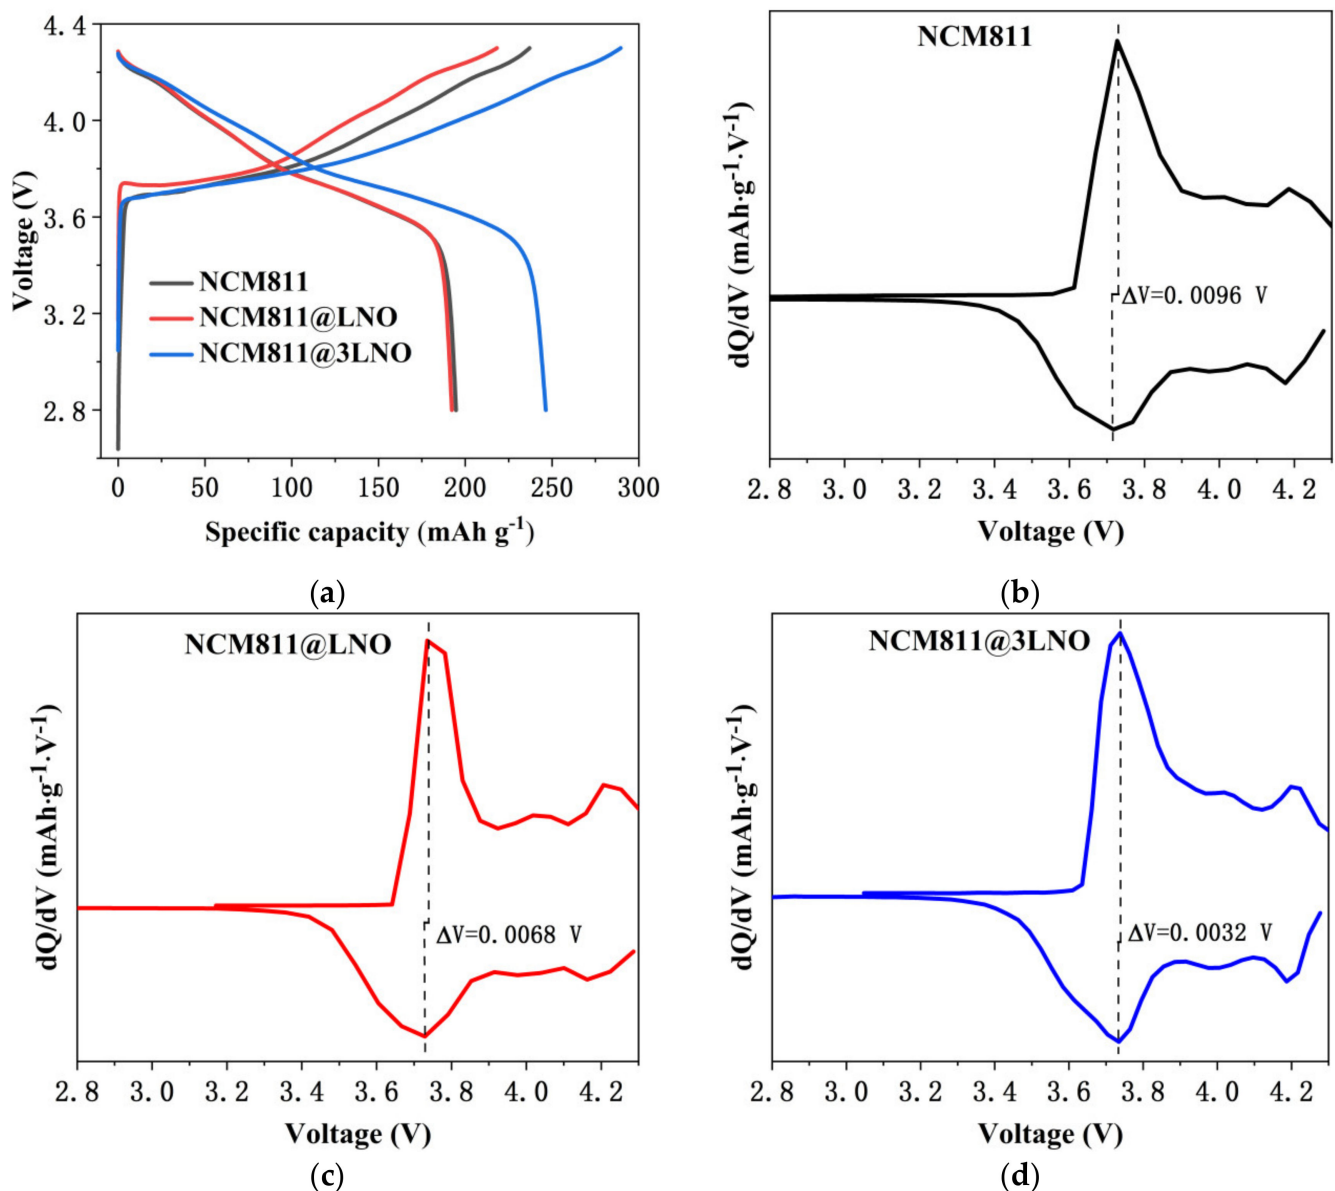 4.4
4.0
3.6
3.2
2.8
Voltage (V)
NCM811
NCM811@LNO
NCM811@3LNO
0 50 100 150 200 250 300
Specific capacity (mAh g⁻¹)
(a)
NCM811
dQ/dV (mAh·g⁻¹·V⁻¹)
ΔV=0.0096 V
2.8 3.0 3.2 3.4 3.6 3.8 4.0 4.2
Voltage (V)
(b)
NCM811@LNO
dQ/dV (mAh·g⁻¹·V⁻¹)
ΔV=0.0068 V
2.8 3.0 3.2 3.4 3.6 3.8 4.0 4.2
Voltage (V)
(c)
NCM811@3LNO
dQ/dV (mAh·g⁻¹·V⁻¹)
ΔV=0.0032 V
2.8 3.0 3.2 3.4 3.6 3.8 4.0 4.2
Voltage (V)
(d)